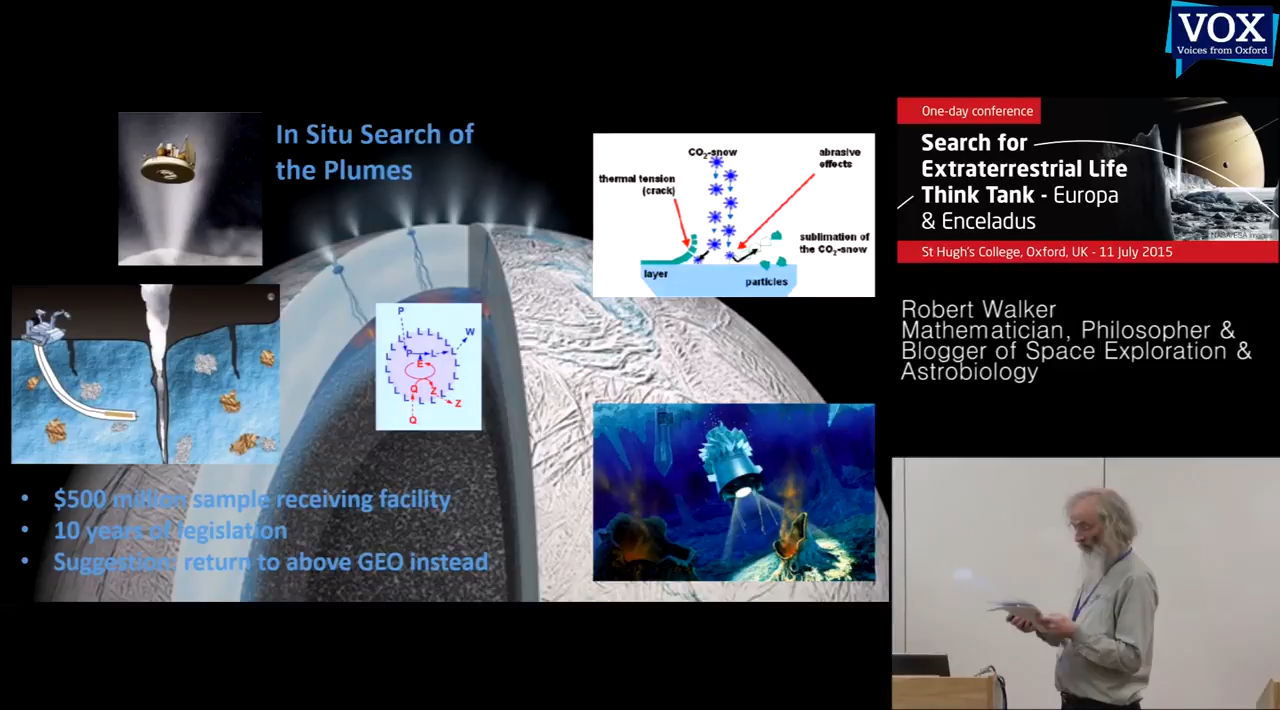 VOX
Voices from Oxford
One-day conference
Search for
Extraterrestrial Life
Think Tank - Europa
& Enceladus
NASA/ESA images
St Hugh's College, Oxford, UK - 11 July 2015
Robert Walker
Mathematician, Philosopher &
Blogger of Space Exploration &
Astrobiology
In Situ Search of
the Plumes
CO2-snow
abrasive
effects
thermal tension
(crack)
sublimation of
the CO2-snow
layer
particles
P
W
L L L L L L L L L L L L L L L L
P L
E
Q Z
Z
Q
• $500 million sample receiving facility
• 10 years of legislation
• Suggestion: return to above GEO instead